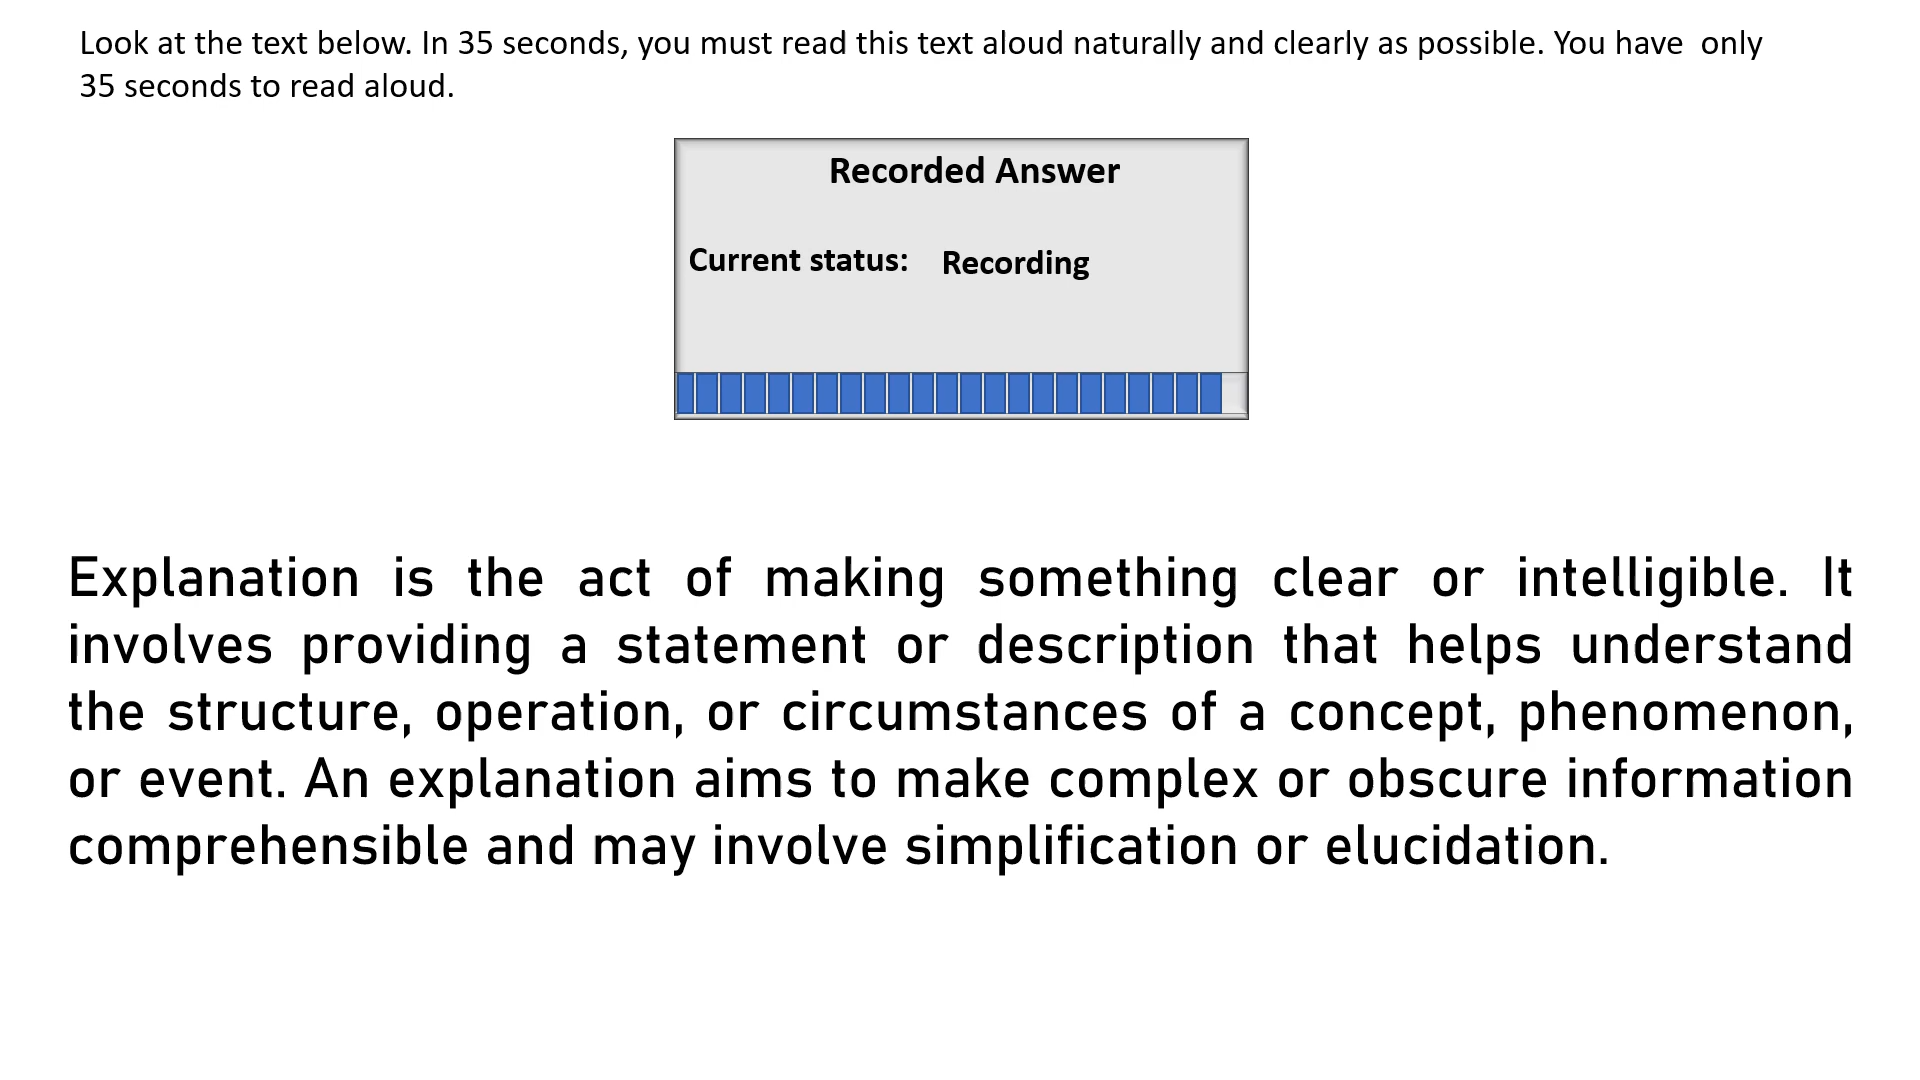 Look at the text below. In 35 seconds, you must read this text aloud naturally and clearly as possible. You have  only
35 seconds to read aloud.
Recorded Answer
Current status: Recording
Explanation is the act of making something clear or intelligible. It
involves providing a statement or description that helps understand
the structure, operation, or circumstances of a concept, phenomenon,
or event. An explanation aims to make complex or obscure information
comprehensible and may involve simplification or elucidation.